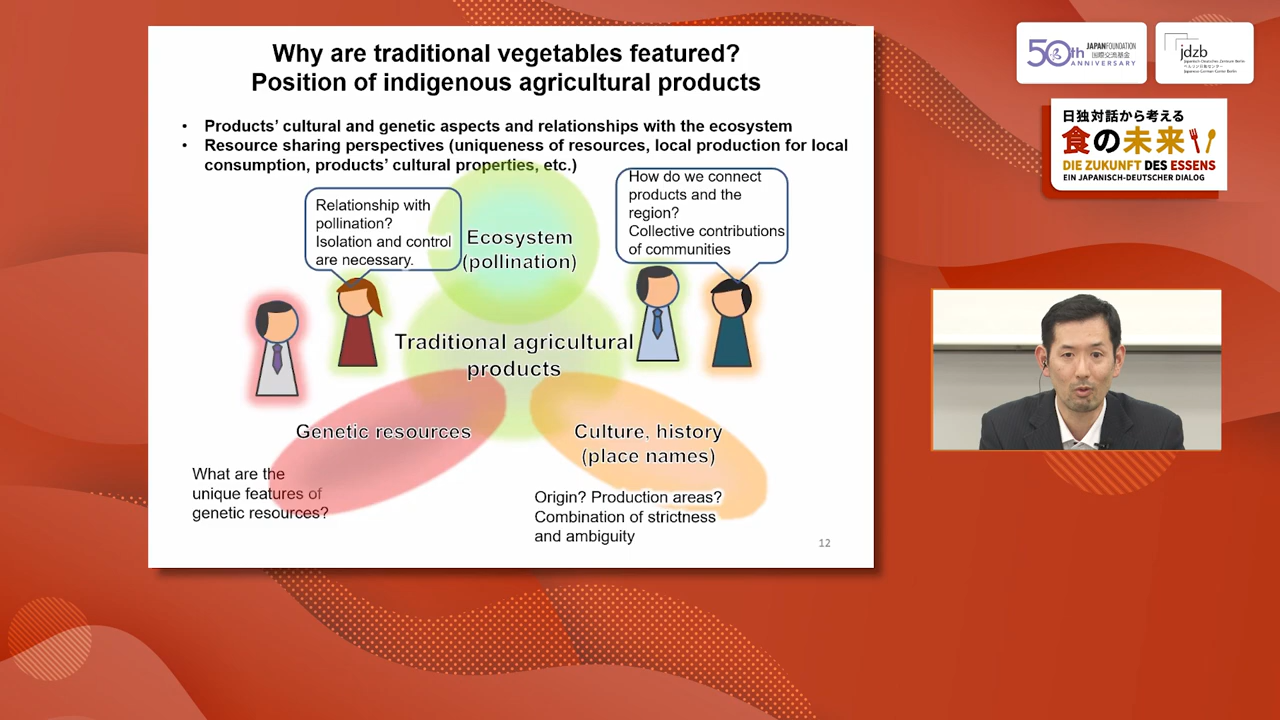 Why are traditional vegetables featured?
Position of indigenous agricultural products
• Products’ cultural and genetic aspects and relationships with the ecosystem
• Resource sharing perspectives (uniqueness of resources, local production for local
consumption, products’ cultural properties, etc.)
Relationship with
pollination?
Isolation and control
are necessary.
Ecosystem
(pollination)
How do we connect
products and the
region?
Collective contributions
of communities
Traditional agricultural
products
Genetic resources
Culture, history
(place names)
What are the
unique features of
genetic resources?
Origin? Production areas?
Combination of strictness
and ambiguity
12
50th JAPANFOUNDATION
国際交流基金
ANNIVERSARY
jdzb
Japanisch-Deutsches Zentrum Berlin
ベルリン日独センター
Japanese-German Center Berlin
日独対話から考える
食の未来
DIE ZUKUNFT DES ESSENS
EIN JAPANISCH-DEUTSCHER DIALOG